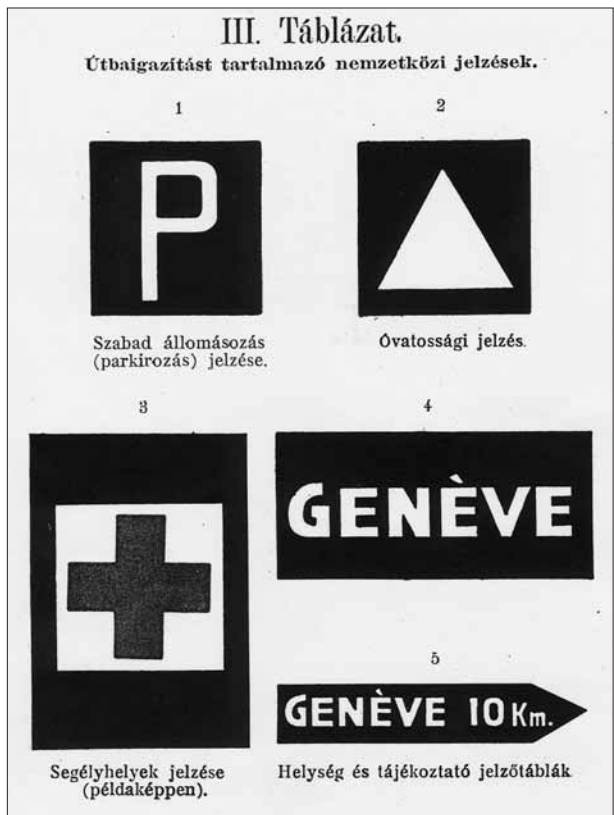 III. Táblázat.
Útbaigazítást tartalmazó nemzetközi jelzések.
1
P
Szabad állomásozás
(parkirozás) jelzése.
2
Óvatossági jelzés.
3
Segélyhelyek jelzése
(példaképpen).
4
GENÈVE
5
GENÈVE 10 Km.
Helység és tájékoztató jelzőtáblák